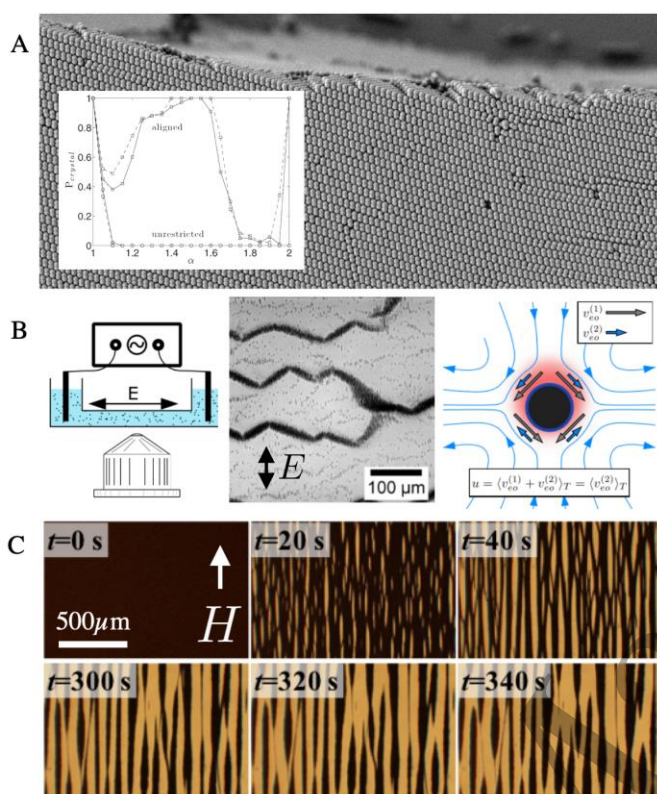 A
1
0.8
0.6
0.4
0.2
0
P_crystal
aligned
unrestricted
1 1.2 1.4 1.6 1.8 2
α
B
E
E
100 μm
v_eo^(1)
v_eo^(2)
u = ⟨v_eo^(1) + v_eo^(2)⟩_T = ⟨v_eo^(2)⟩_T
C
t=0 s
t=20 s
t=40 s
H
500μm
t=300 s
t=320 s
t=340 s